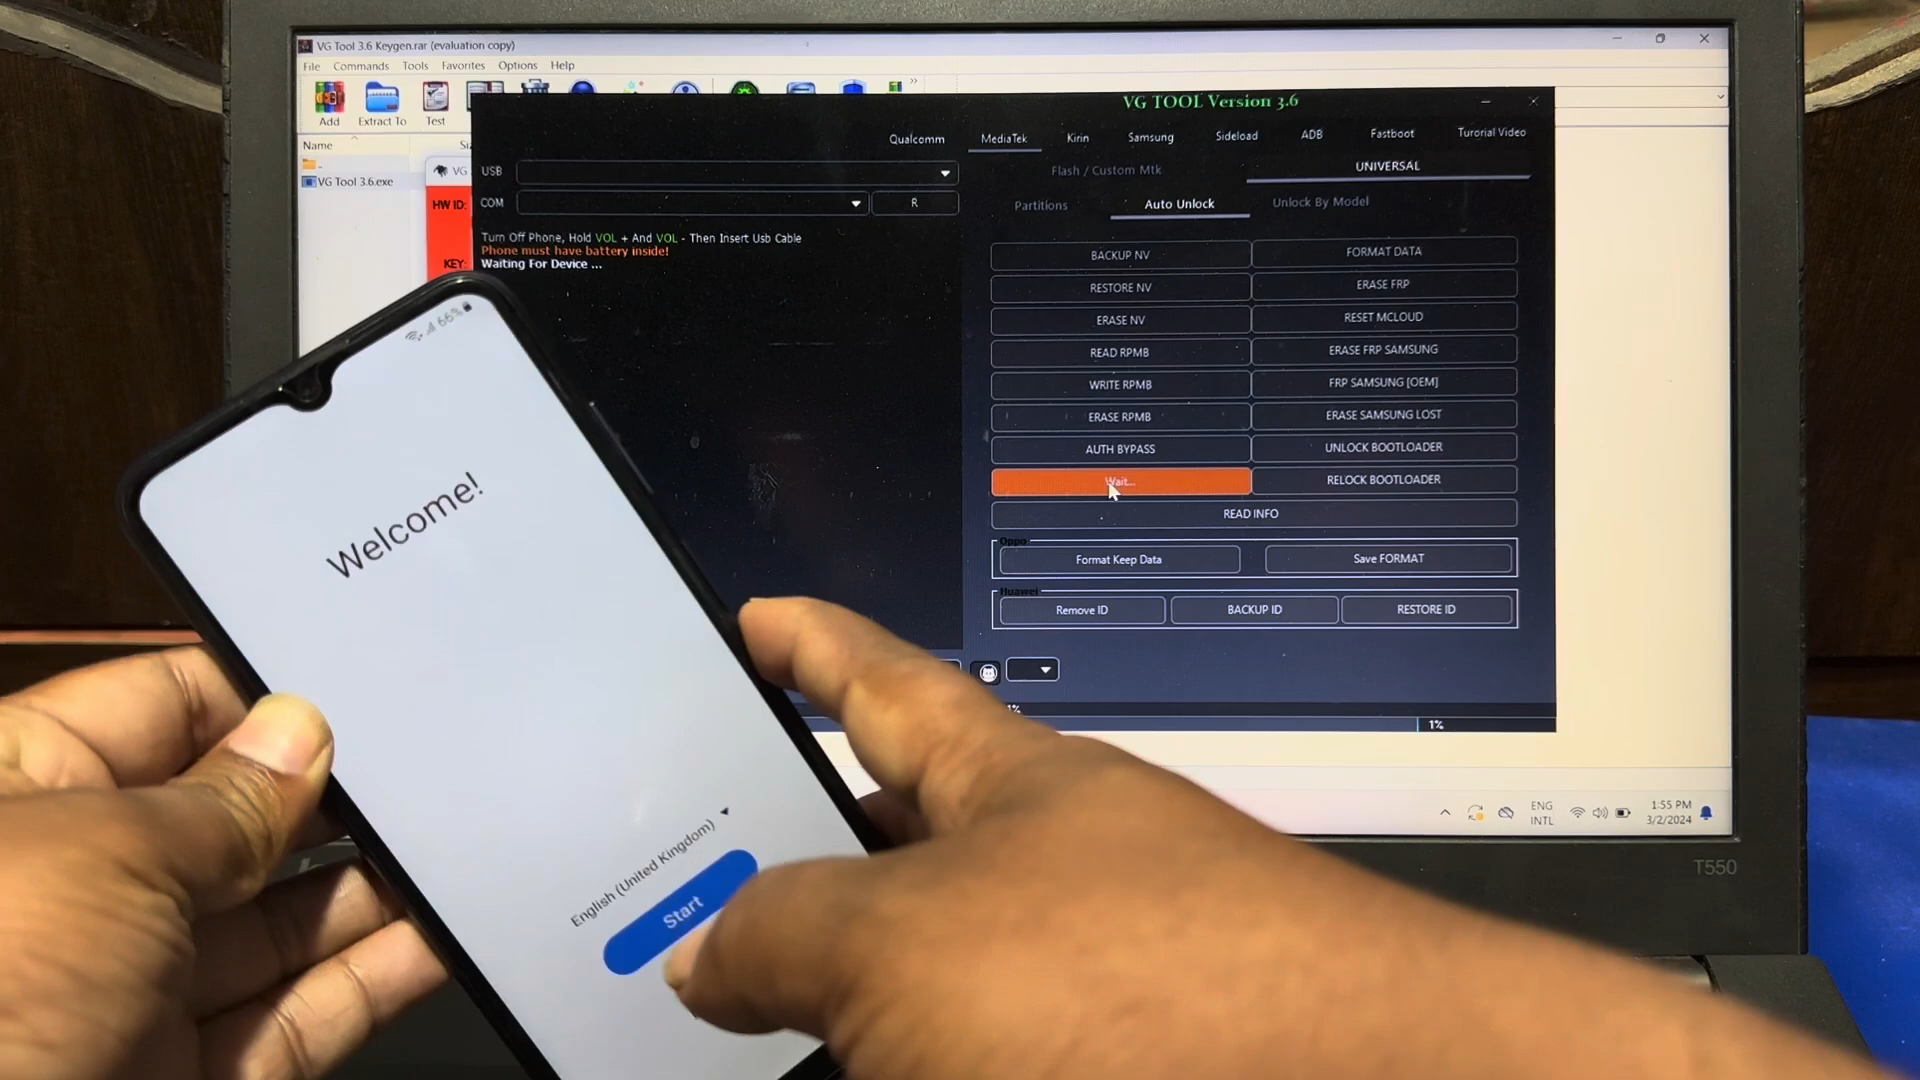 VG Tool 3.6 Keygen.rar (evaluation copy)
File Commands Tools Favorites Options Help
Add Extract To Test
Name
VG Tool 3.6.exe
VG
HW ID:
KEY:
VG TOOL Version 3.6
Qualcomm MediaTek Kirin Samsung Sideload ADB Fastboot Turorial Video
USB
COM R
Flash / Custom Mtk UNIVERSAL
Partitions Auto Unlock Unlock By Model
Turn Off Phone, Hold VOL + And VOL - Then Insert Usb Cable
Phone must have battery inside!
Waiting For Device ...
BACKUP NV FORMAT DATA
RESTORE NV ERASE FRP
ERASE NV RESET MCLOUD
READ RPMB ERASE FRP SAMSUNG
WRITE RPMB FRP SAMSUNG [OEM]
ERASE RPMB ERASE SAMSUNG LOST
AUTH BYPASS UNLOCK BOOTLOADER
Wait... RELOCK BOOTLOADER
READ INFO
Oppo
Format Keep Data Save FORMAT
Huawei
Remove ID BACKUP ID RESTORE ID
1%
1%
ENG
INTL
1:55 PM
3/2/2024
T550
66%
Welcome!
English (United Kingdom)
Start